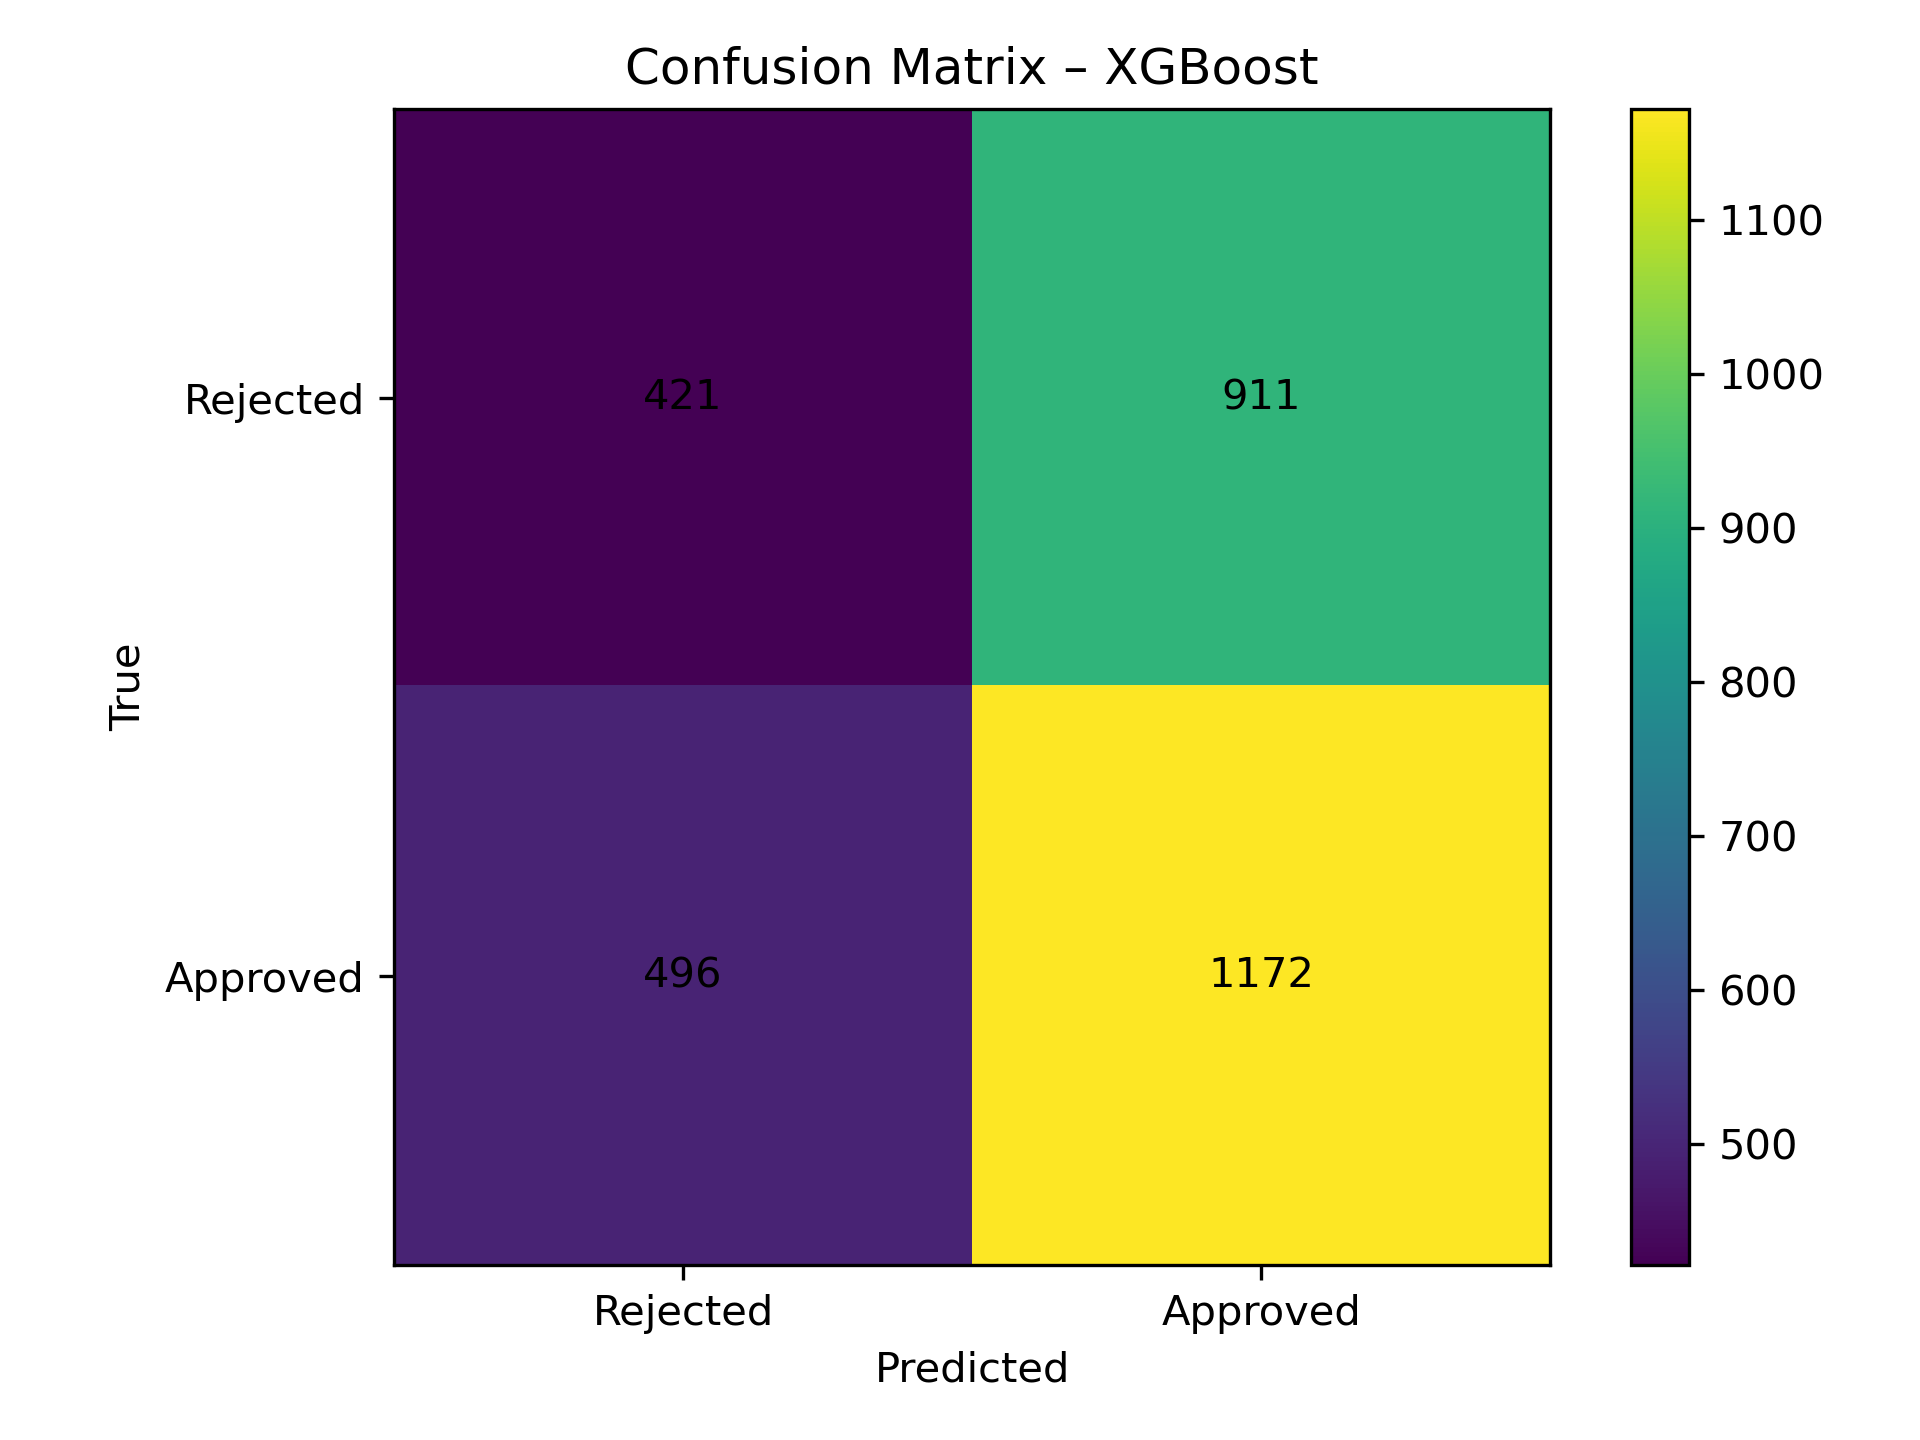 Confusion Matrix – XGBoost
1100
1000
900
800
700
600
500
Rejected
421
911
True
Approved
496
1172
Rejected
Approved
Predicted